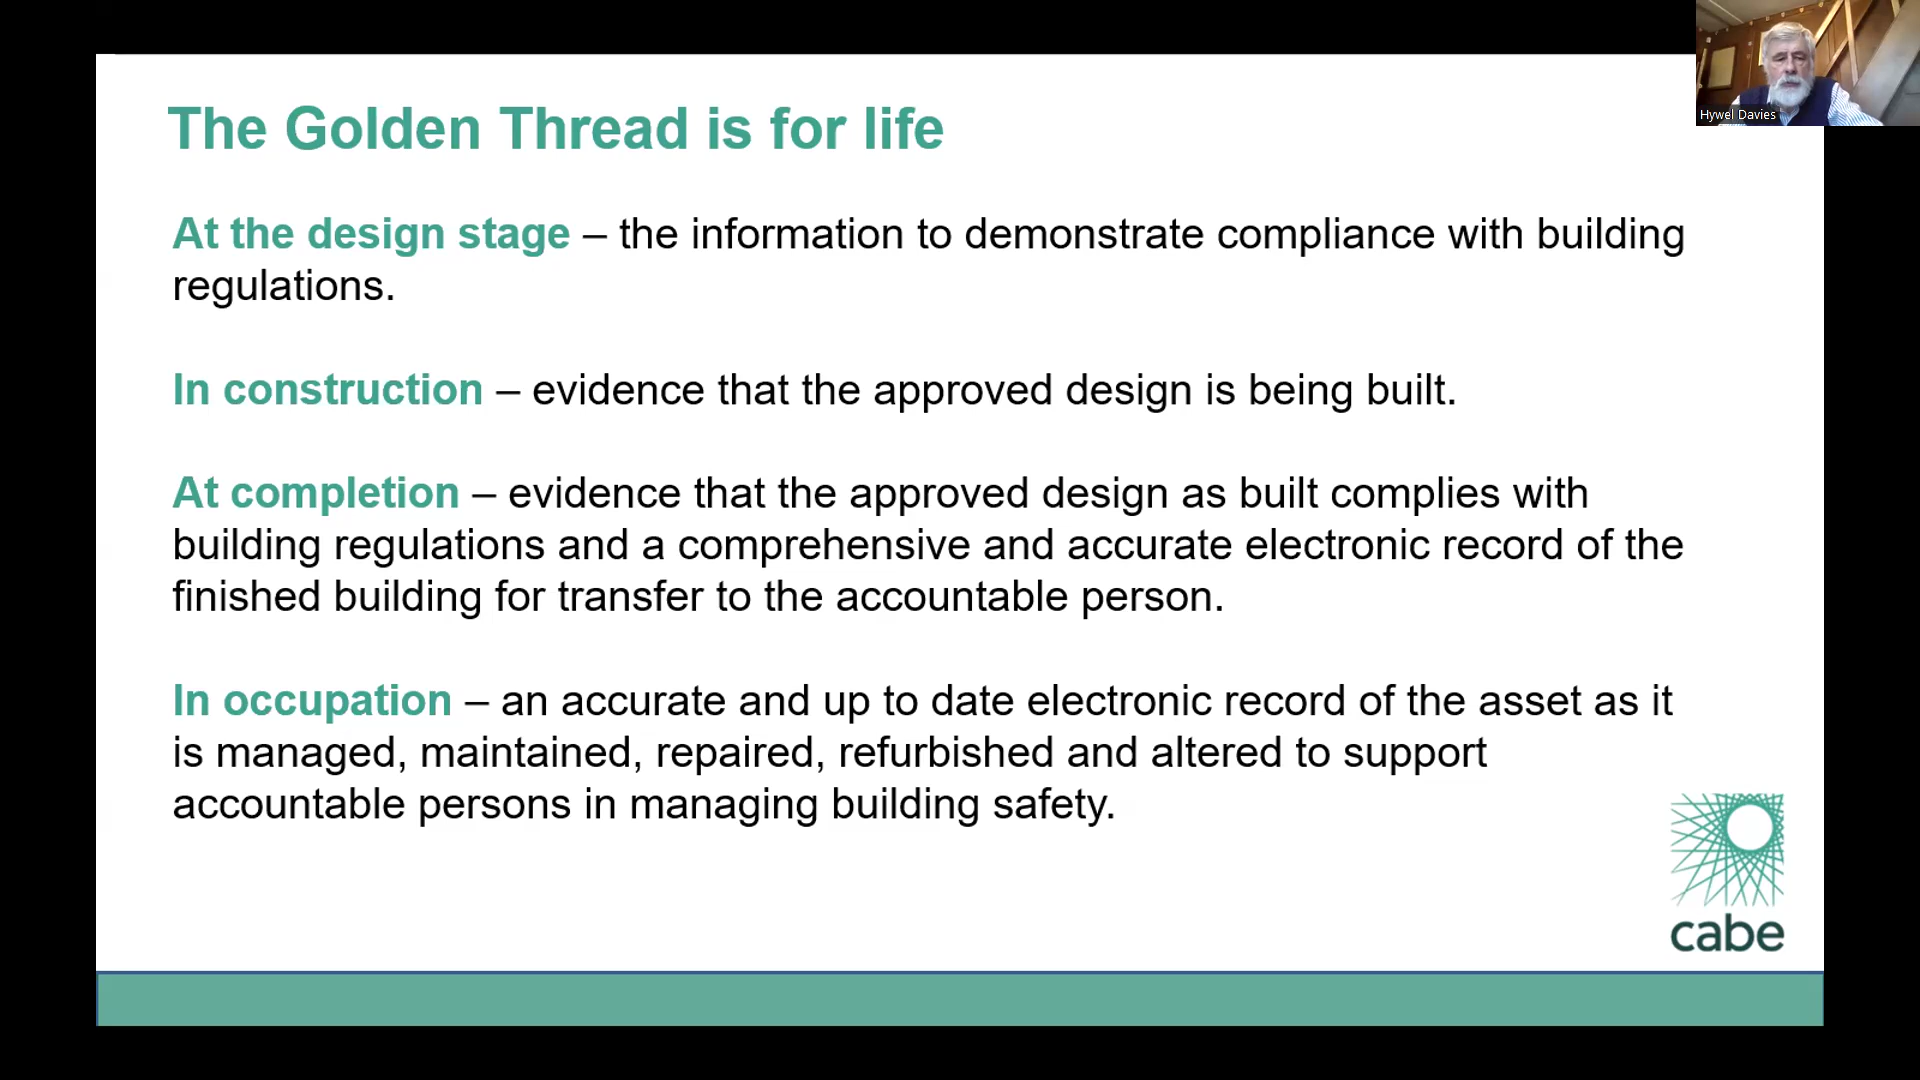 Hywel Davies
The Golden Thread is for life
At the design stage – the information to demonstrate compliance with building
regulations.
In construction – evidence that the approved design is being built.
At completion – evidence that the approved design as built complies with
building regulations and a comprehensive and accurate electronic record of the
finished building for transfer to the accountable person.
In occupation – an accurate and up to date electronic record of the asset as it
is managed, maintained, repaired, refurbished and altered to support
accountable persons in managing building safety.
cabe